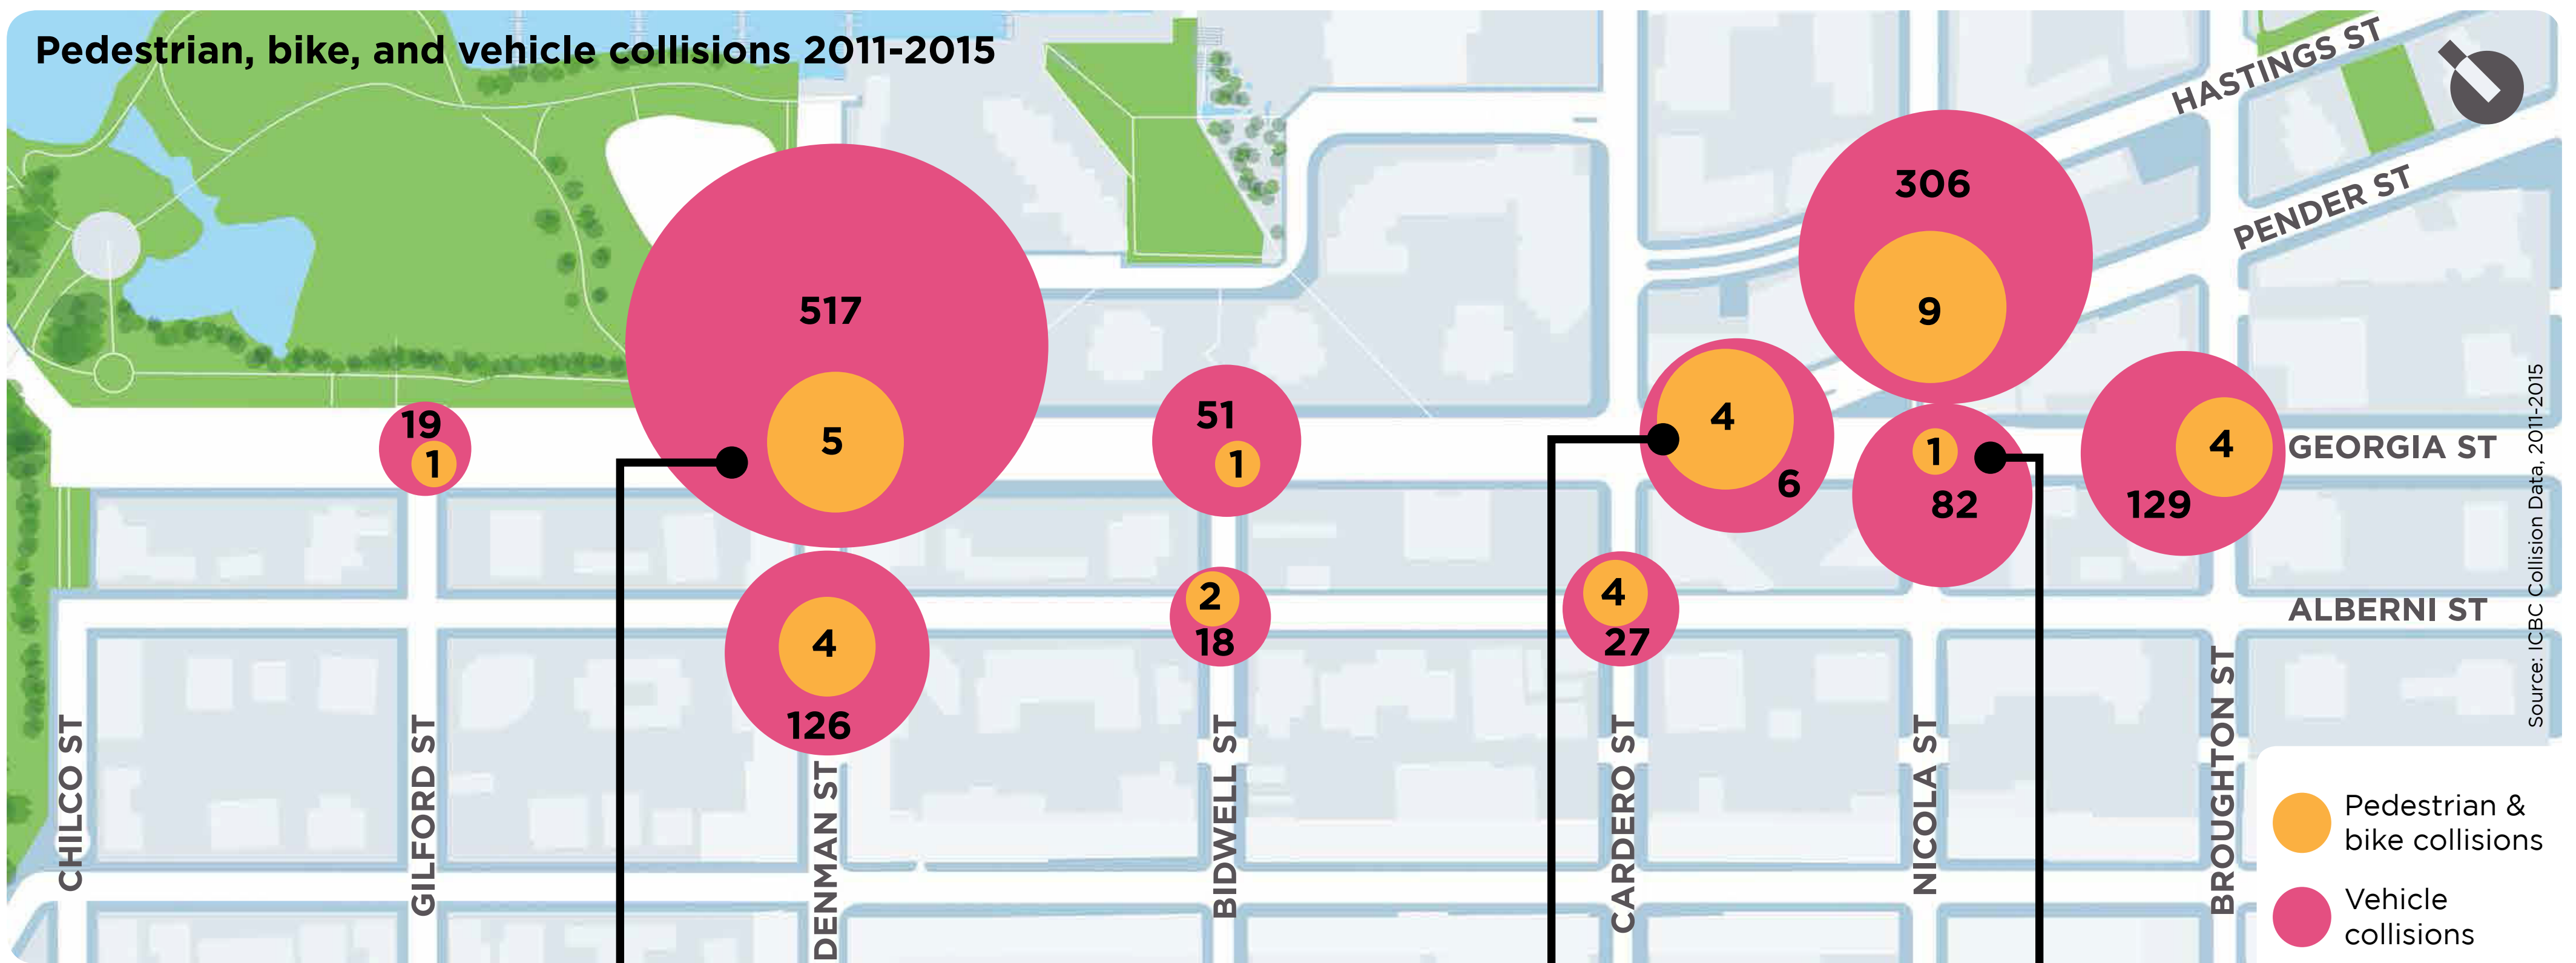 Pedestrian, bike, and vehicle collisions 2011-2015
HASTINGS ST
PENDER ST
306
9
517
5
19
1
51
1
4
6
1
82
4
129
GEORGIA ST
2
18
4
27
ALBERNI ST
4
126
CHILCO ST
GILFORD ST
DENMAN ST
BIDWELL ST
CARDERO ST
NICOLA ST
BROUGHTON ST
Source: ICBC Collision Data, 2011-2015
Pedestrian &
bike collisions
Vehicle
collisions